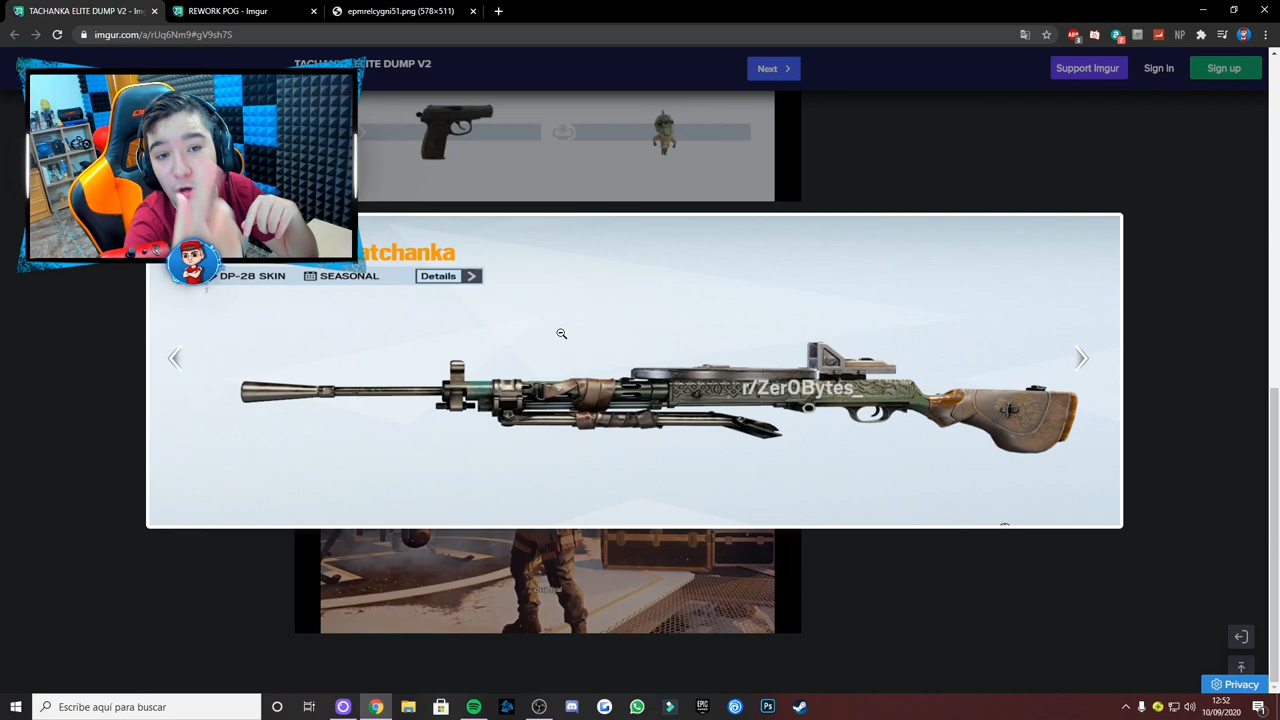 TACHANKA ELITE DUMP V2 - Im
REWORK POG - Imgur
epmrelcygni51.png (578×511)
imgur.com/a/rUq6Nm9#gV9sh7S
NP
TACHANKA ELITE DUMP V2
Next
Support Imgur
Sign in
Sign up
atchanka
DP-28 SKIN
SEASONAL
Details
r/Zer0Bytes_
Privacy
Escribe aquí para buscar
12:52
10/09/2020